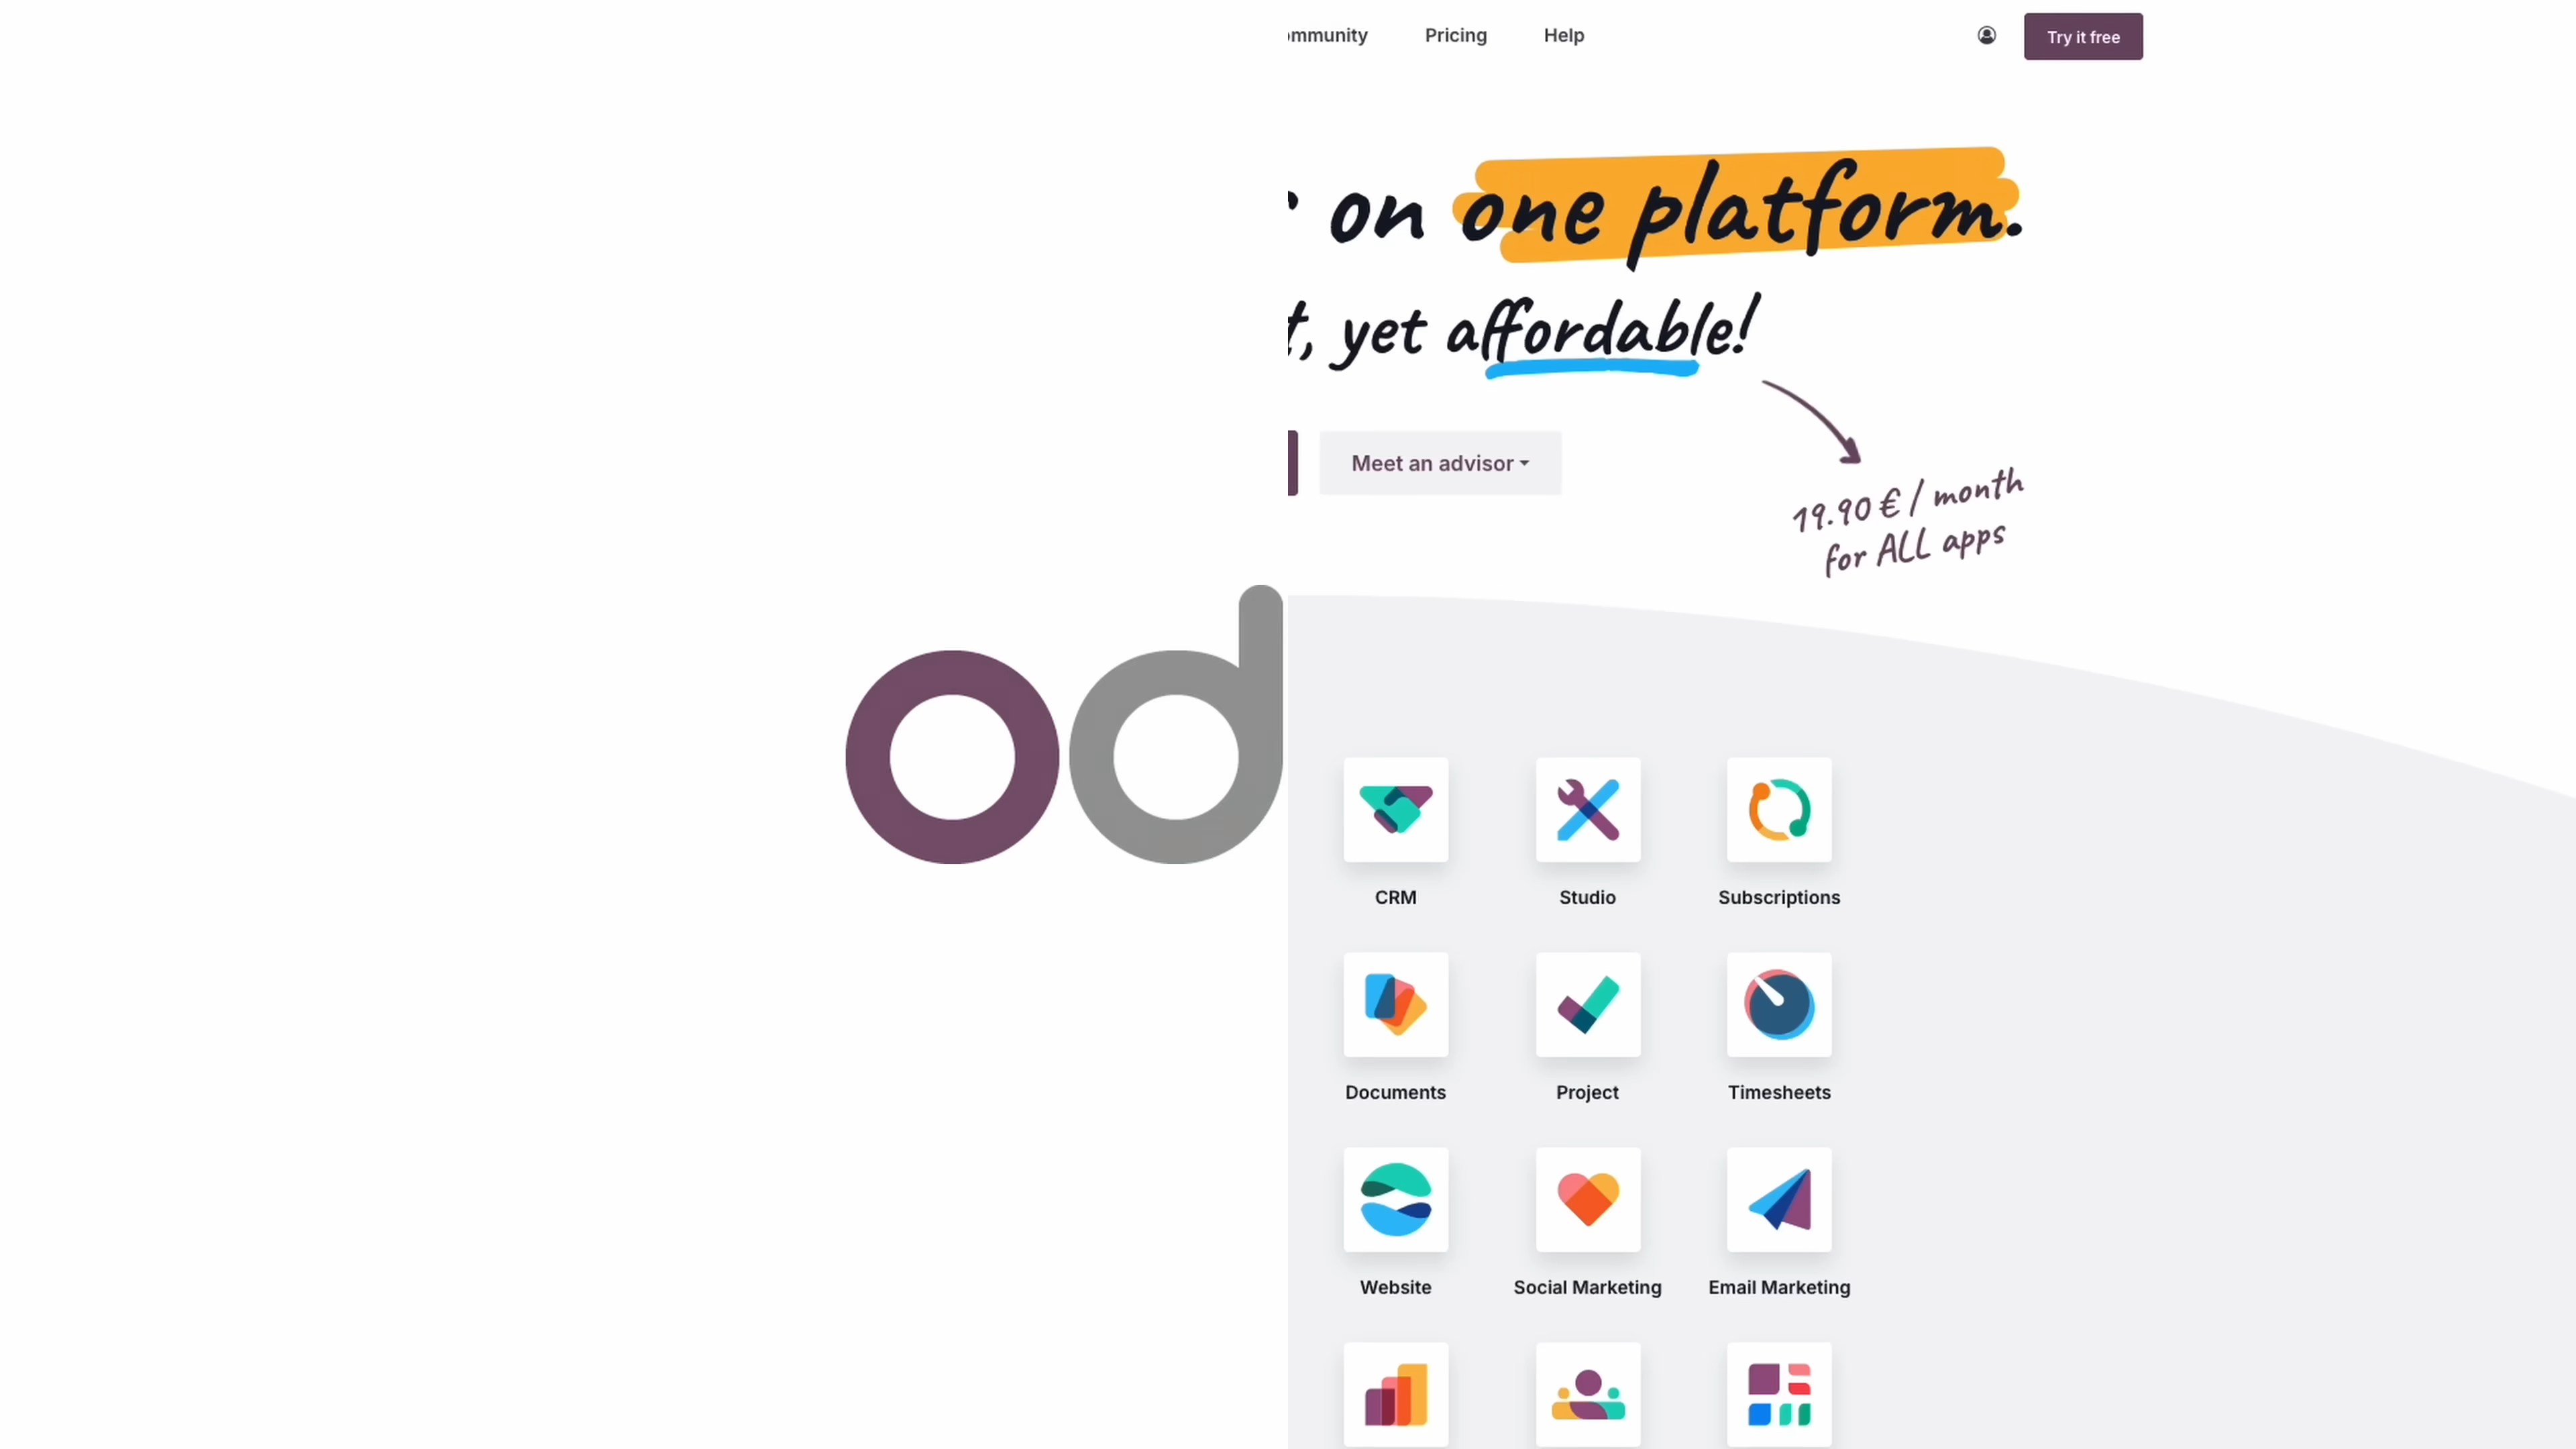 ommunity Pricing Help Try it free
on one platform.
t, yet affordable!
Meet an advisor
19.90 € / month
for ALL apps
od
CRM Studio Subscriptions
Documents Project Timesheets
Website Social Marketing Email Marketing